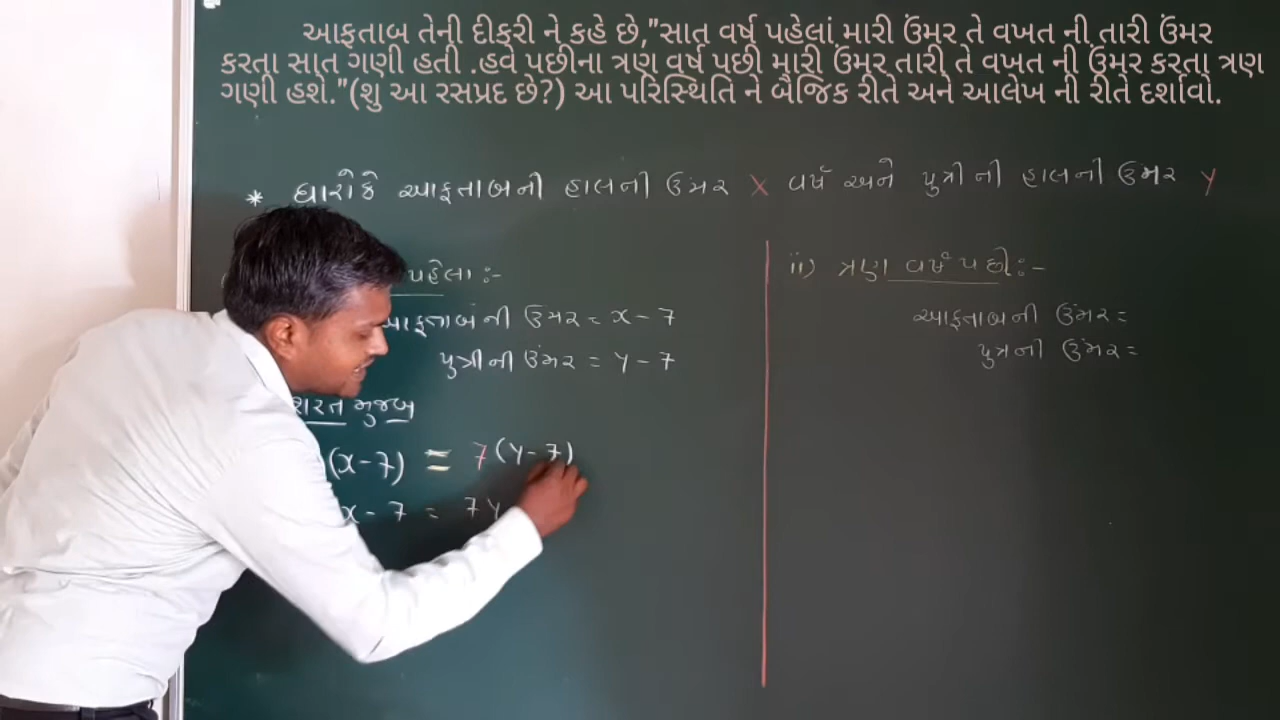 આફતાબ તેની દીકરી ને કહે છે,"સાત વર્ષ પહેલાં મારી ઉંમર તે વખત ની તારી ઉંમર
કરતા સાત ગણી હતી .હવે પછીના ત્રણ વર્ષ પછી મારી ઉંમર તારી તે વખત ની ઉંમર કરતા ત્રણ
ગણી હશે."(શુ આ રસપ્રદ છે?) આ પરિસ્થિતિ ને બૈજિક રીતે અને આલેખ ની રીતે દર્શાવો.
* ધારોકે આફતાબની હાલની ઉંમર x વર્ષ અને પુત્રીની હાલની ઉંમર y
પહેલા :-
આફતાબની ઉંમર = x - 7
પુત્રીની ઉંમર = y - 7
શરત મુજબ
(x - 7) = 7 (y - 7)
x - 7 = 7y
ii) ત્રણ વર્ષ પછી :-
આફતાબની ઉંમર =
પુત્રની ઉંમર =